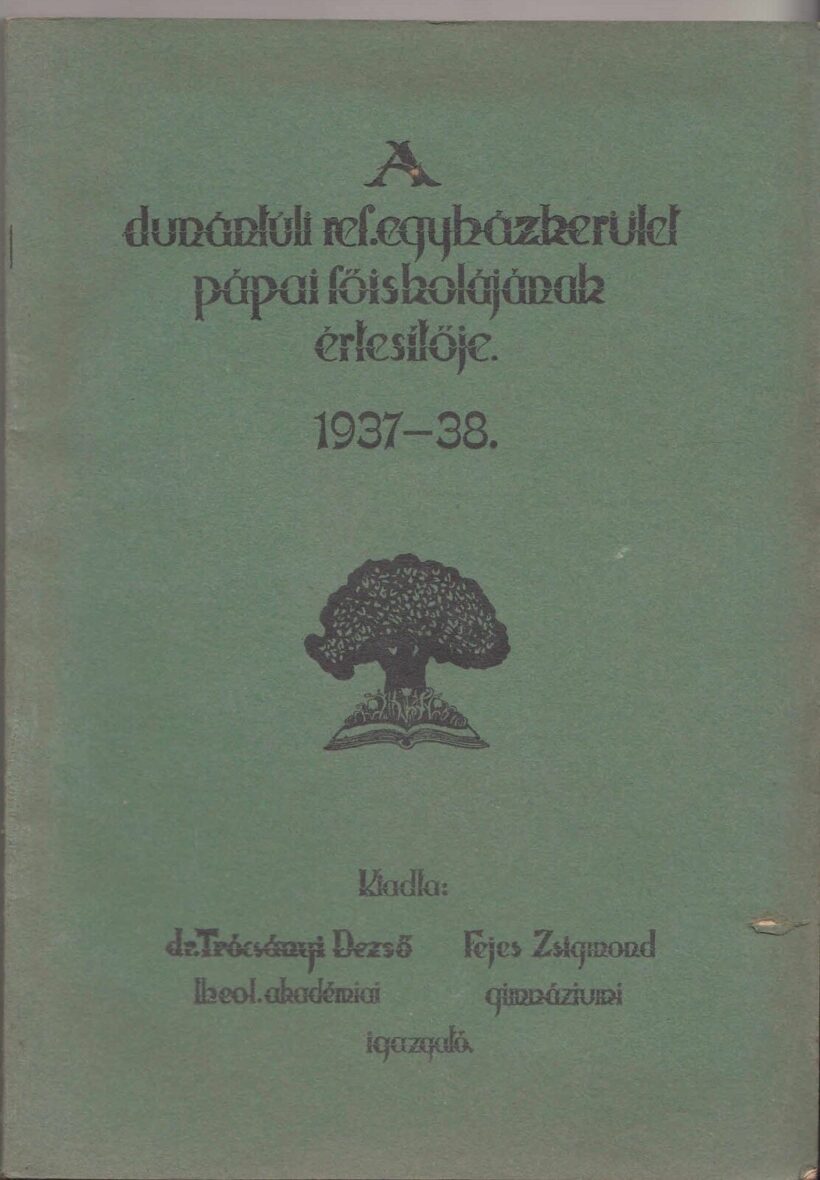 A
dunántúli ref. egyházkerület
pápai főiskolájának
értesítője.
1937–38.
Kiadta:
dr. Trócsányi Dezső Fejes Zsigmond
theol. akadémiai gimnáziumi
igazgató.